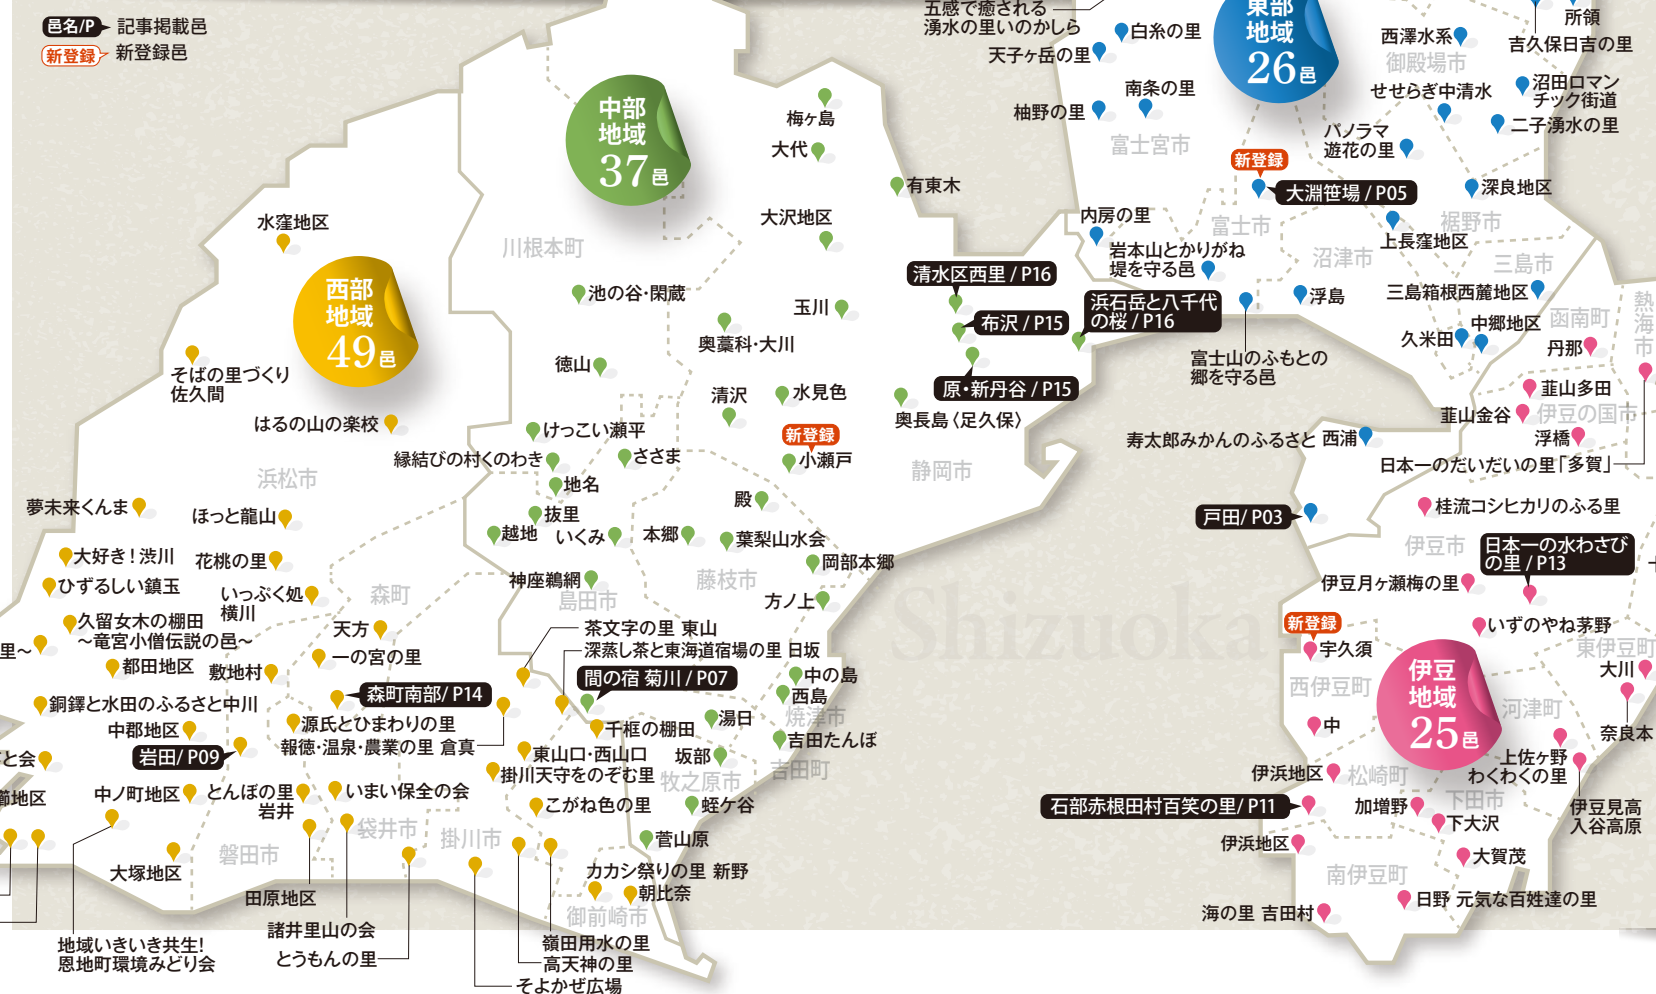 邑名/P 記事掲載邑
新登録 新登録邑
中部
地域
37邑
西部
地域
49邑
東部
地域
26邑
伊豆
地域
25邑
五感で癒される
湧水の里いのかしら
白糸の里
天子ヶ岳の里
南条の里
柚野の里
富士宮市
西澤水系
御殿場市
所領
吉久保日吉の里
せせらぎ中清水
沼田ロマン
チック街道
二子湧水の里
パノラマ
遊花の里
新登録
大淵笹場 / P05
深良地区
裾野市
上長窪地区
内房の里
富士市
岩本山とかりがね
堤を守る邑
沼津市
三島市
浮島
三島箱根西麓地区
熱海市
中郷地区
函南町
久米田
丹那
富士山のふもとの
郷を守る邑
韮山多田
韮山金谷
伊豆の国市
浮橋
寿太郎みかんのふるさと 西浦
日本一のだいだいの里「多賀」
梅ヶ島
大代
有東木
大沢地区
川根本町
清水区西里 / P16
池の谷・閑蔵
玉川
布沢 / P15
浜石岳と八千代
の桜 / P16
奥藁科・大川
徳山
原・新丹谷 / P15
清沢
水見色
奥長島〈足久保〉
けっこい瀬平
新登録
小瀬戸
縁結びの村くのわき
ささま
静岡市
地名
殿
抜里
越地
いくみ
本郷
葉梨山水会
岡部本郷
神座鵜網
藤枝市
島田市
方ノ上
水窪地区
そばの里づくり
佐久間
はるの山の楽校
浜松市
夢未来くんま
ほっと龍山
大好き！渋川
花桃の里
ひずるしい鎮玉
いっぷく処
横川
森町
久留女木の棚田
～竜宮小僧伝説の邑～
天方
里～
一の宮の里
都田地区
敷地村
森町南部/ P14
銅鐸と水田のふるさと中川
源氏とひまわりの里
中郡地区
報徳・温泉・農業の里 倉真
岩田/ P09
と会
中ノ町地区
とんぼの里
岩井
いまい保全の会
地区
袋井市
磐田市
大塚地区
田原地区
諸井里山の会
とうもんの里
地域いきいき共生！
恩地町環境みどり会
茶文字の里 東山
深蒸し茶と東海道宿場の里 日坂
間の宿 菊川 / P07
中の島
西島
焼津市
湯日
千框の棚田
吉田たんぼ
東山口・西山口
坂部
吉田町
掛川天守をのぞむ里
牧之原市
こがね色の里
蛭ケ谷
掛川市
菅山原
カカシ祭りの里 新野
朝比奈
御前崎市
嶺田用水の里
高天神の里
そよかぜ広場
Shizuoka
戸田/ P03
桂流コシヒカリのふる里
伊豆市
日本一の水わさび
の里 / P13
伊豆月ヶ瀬梅の里
新登録
宇久須
いずのやね茅野
東伊豆町
大川
西伊豆町
河津町
中
奈良本
上佐ヶ野
わくわくの里
伊浜地区
松崎町
下田市
伊豆見高
入谷高原
石部赤根田村百笑の里/ P11
加増野
下大沢
伊浜地区
大賀茂
南伊豆町
日野 元気な百姓達の里
海の里 吉田村